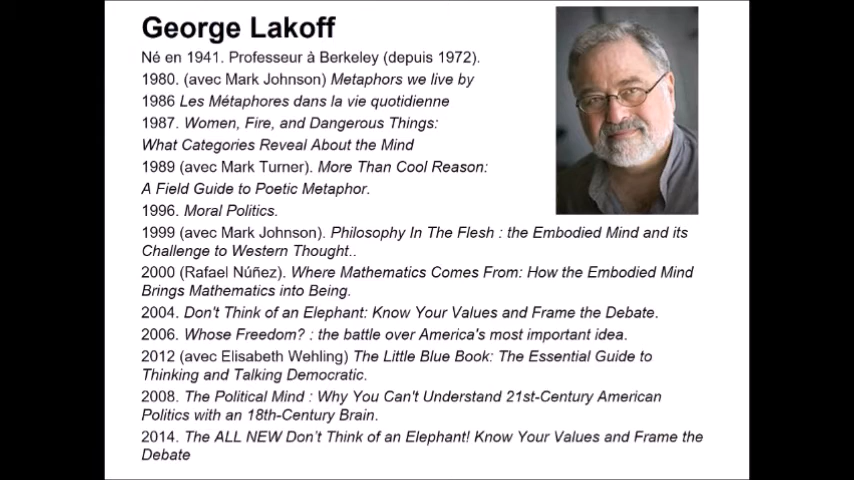 George Lakoff
Né en 1941. Professeur à Berkeley (depuis 1972).
1980. (avec Mark Johnson) Metaphors we live by
1986 Les Métaphores dans la vie quotidienne
1987. Women, Fire, and Dangerous Things:
What Categories Reveal About the Mind
1989 (avec Mark Turner). More Than Cool Reason:
A Field Guide to Poetic Metaphor.
1996. Moral Politics.
1999 (avec Mark Johnson). Philosophy In The Flesh : the Embodied Mind and its
Challenge to Western Thought..
2000 (Rafael Núñez). Where Mathematics Comes From: How the Embodied Mind
Brings Mathematics into Being.
2004. Don't Think of an Elephant: Know Your Values and Frame the Debate.
2006. Whose Freedom? : the battle over America's most important idea.
2012 (avec Elisabeth Wehling) The Little Blue Book: The Essential Guide to
Thinking and Talking Democratic.
2008. The Political Mind : Why You Can't Understand 21st-Century American
Politics with an 18th-Century Brain.
2014. The ALL NEW Don't Think of an Elephant! Know Your Values and Frame the
Debate